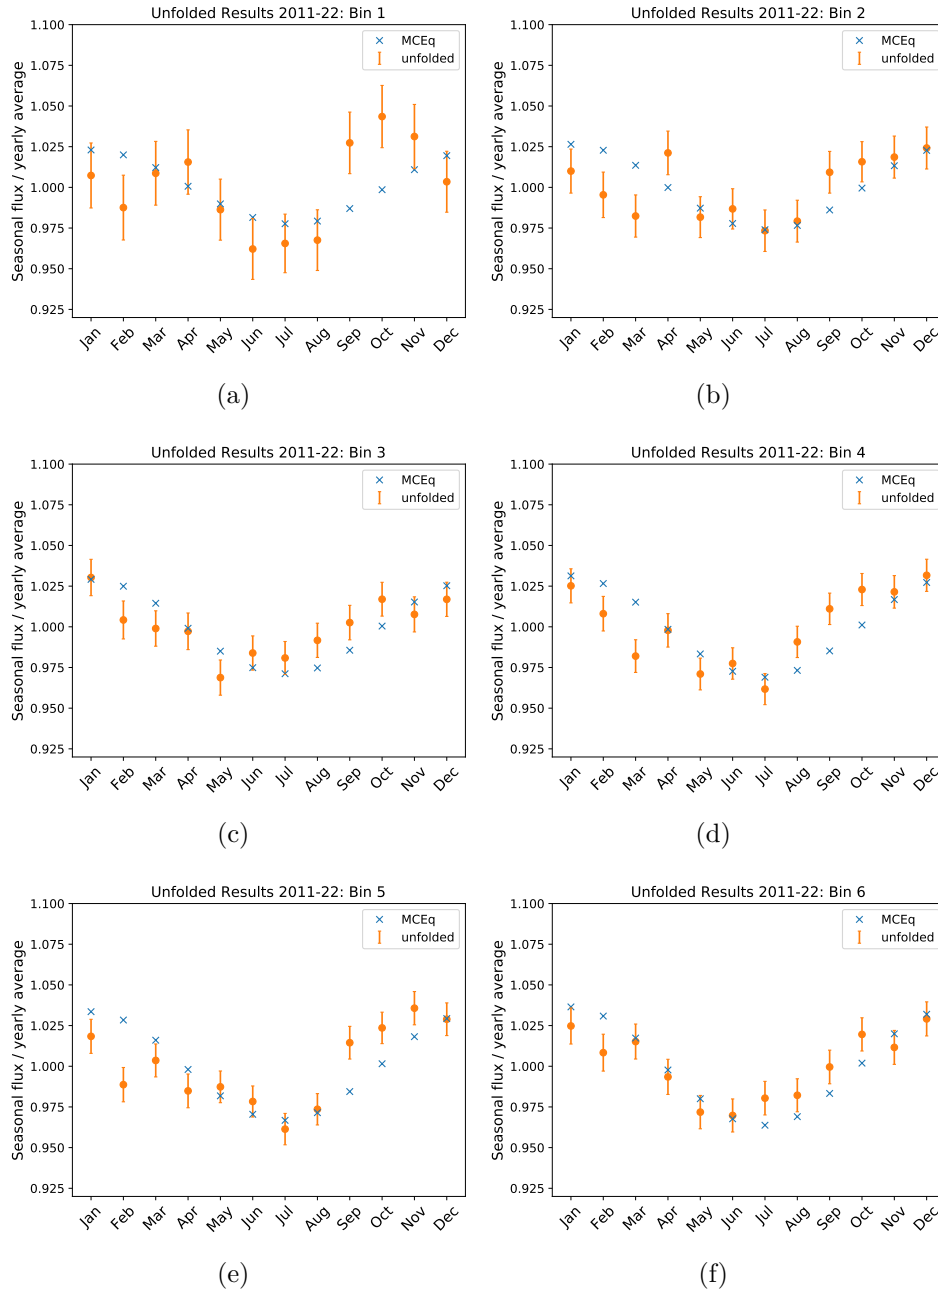 Unfolded Results 2011-22: Bin 1
Seasonal flux / yearly average
1.100
1.075
1.050
1.025
1.000
0.975
0.950
0.925
MCEq
unfolded
Jan Feb Mar Apr May Jun Jul Aug Sep Oct Nov Dec
(a)
Unfolded Results 2011-22: Bin 2
Seasonal flux / yearly average
1.100
1.075
1.050
1.025
1.000
0.975
0.950
0.925
MCEq
unfolded
Jan Feb Mar Apr May Jun Jul Aug Sep Oct Nov Dec
(b)
Unfolded Results 2011-22: Bin 3
Seasonal flux / yearly average
1.100
1.075
1.050
1.025
1.000
0.975
0.950
0.925
MCEq
unfolded
Jan Feb Mar Apr May Jun Jul Aug Sep Oct Nov Dec
(c)
Unfolded Results 2011-22: Bin 4
Seasonal flux / yearly average
1.100
1.075
1.050
1.025
1.000
0.975
0.950
0.925
MCEq
unfolded
Jan Feb Mar Apr May Jun Jul Aug Sep Oct Nov Dec
(d)
Unfolded Results 2011-22: Bin 5
Seasonal flux / yearly average
1.100
1.075
1.050
1.025
1.000
0.975
0.950
0.925
MCEq
unfolded
Jan Feb Mar Apr May Jun Jul Aug Sep Oct Nov Dec
(e)
Unfolded Results 2011-22: Bin 6
Seasonal flux / yearly average
1.100
1.075
1.050
1.025
1.000
0.975
0.950
0.925
MCEq
unfolded
Jan Feb Mar Apr May Jun Jul Aug Sep Oct Nov Dec
(f)